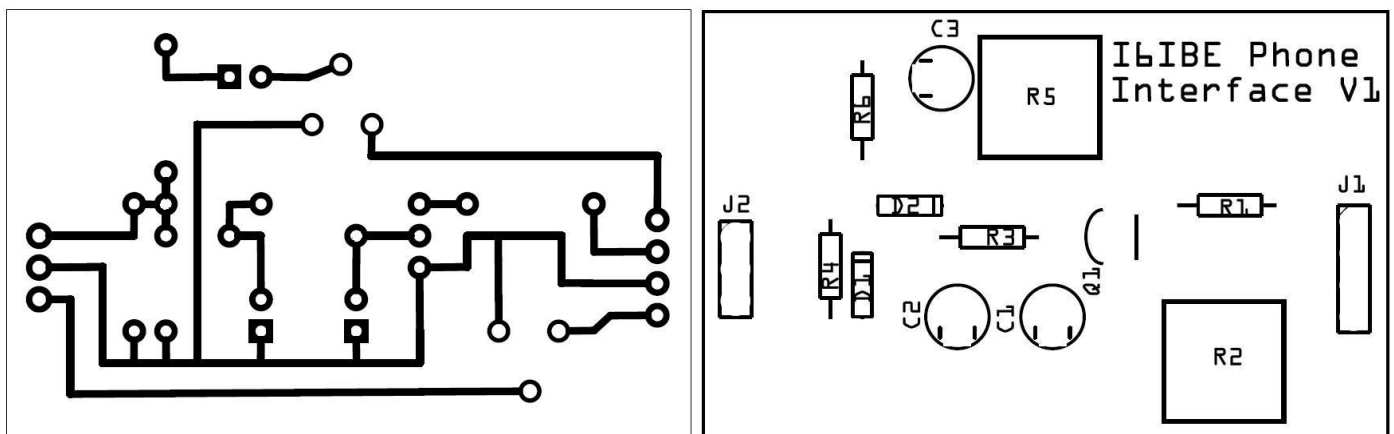 C3
I6IBE Phone
Interface V1
R5
R6
J2
J1
D2
R1
R3
R4
D1
Q1
C2
C1
R2